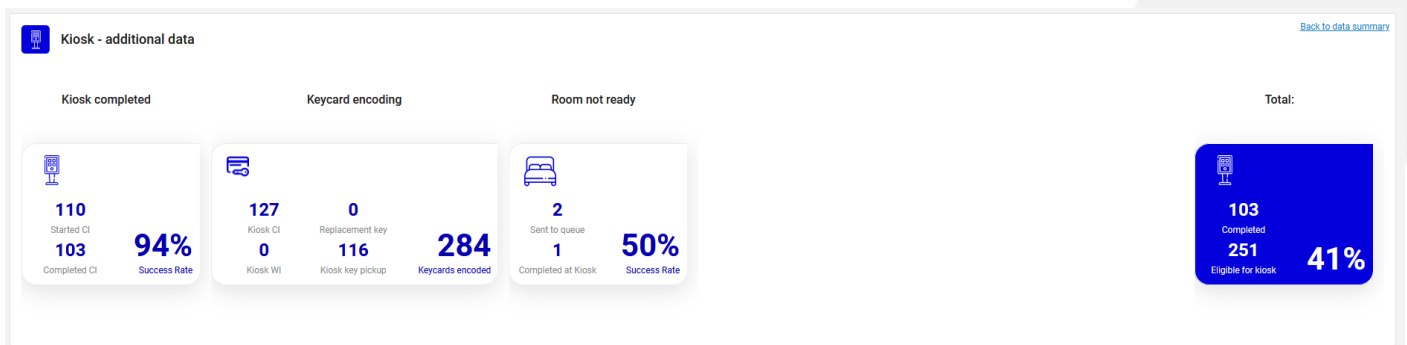 Kiosk - additional data
Back to data summary
Kiosk completed
Keycard encoding
Room not ready
Total:
110
Started CI
103
Completed CI
94%
Success Rate
127
Kiosk CI
0
Replacement key
0
Kiosk WI
116
Kiosk key pickup
284
Keycards encoded
2
Sent to queue
1
Completed at Kiosk
50%
Success Rate
103
Completed
251
Eligible for kiosk
41%